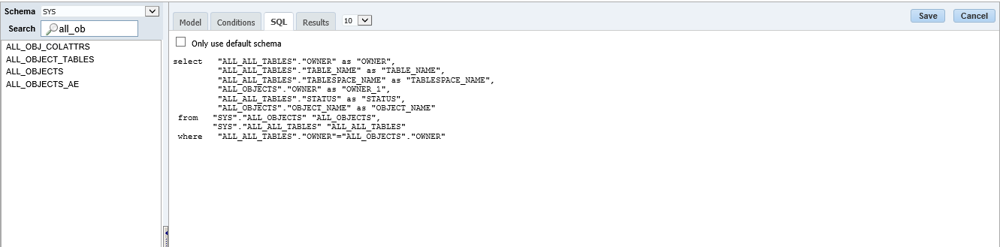 Schema SYS
Search all_ob
ALL_OBJ_COLATTRS
ALL_OBJECT_TABLES
ALL_OBJECTS
ALL_OBJECTS_AE
Model Conditions SQL Results 10 Save Cancel
Only use default schema
select "ALL_ALL_TABLES"."OWNER" as "OWNER",
"ALL_ALL_TABLES"."TABLE_NAME" as "TABLE_NAME",
"ALL_ALL_TABLES"."TABLESPACE_NAME" as "TABLESPACE_NAME",
"ALL_OBJECTS"."OWNER" as "OWNER_1",
"ALL_ALL_TABLES"."STATUS" as "STATUS",
"ALL_OBJECTS"."OBJECT_NAME" as "OBJECT_NAME"
from "SYS"."ALL_OBJECTS" "ALL_OBJECTS",
"SYS"."ALL_ALL_TABLES" "ALL_ALL_TABLES"
where "ALL_ALL_TABLES"."OWNER"="ALL_OBJECTS"."OWNER"